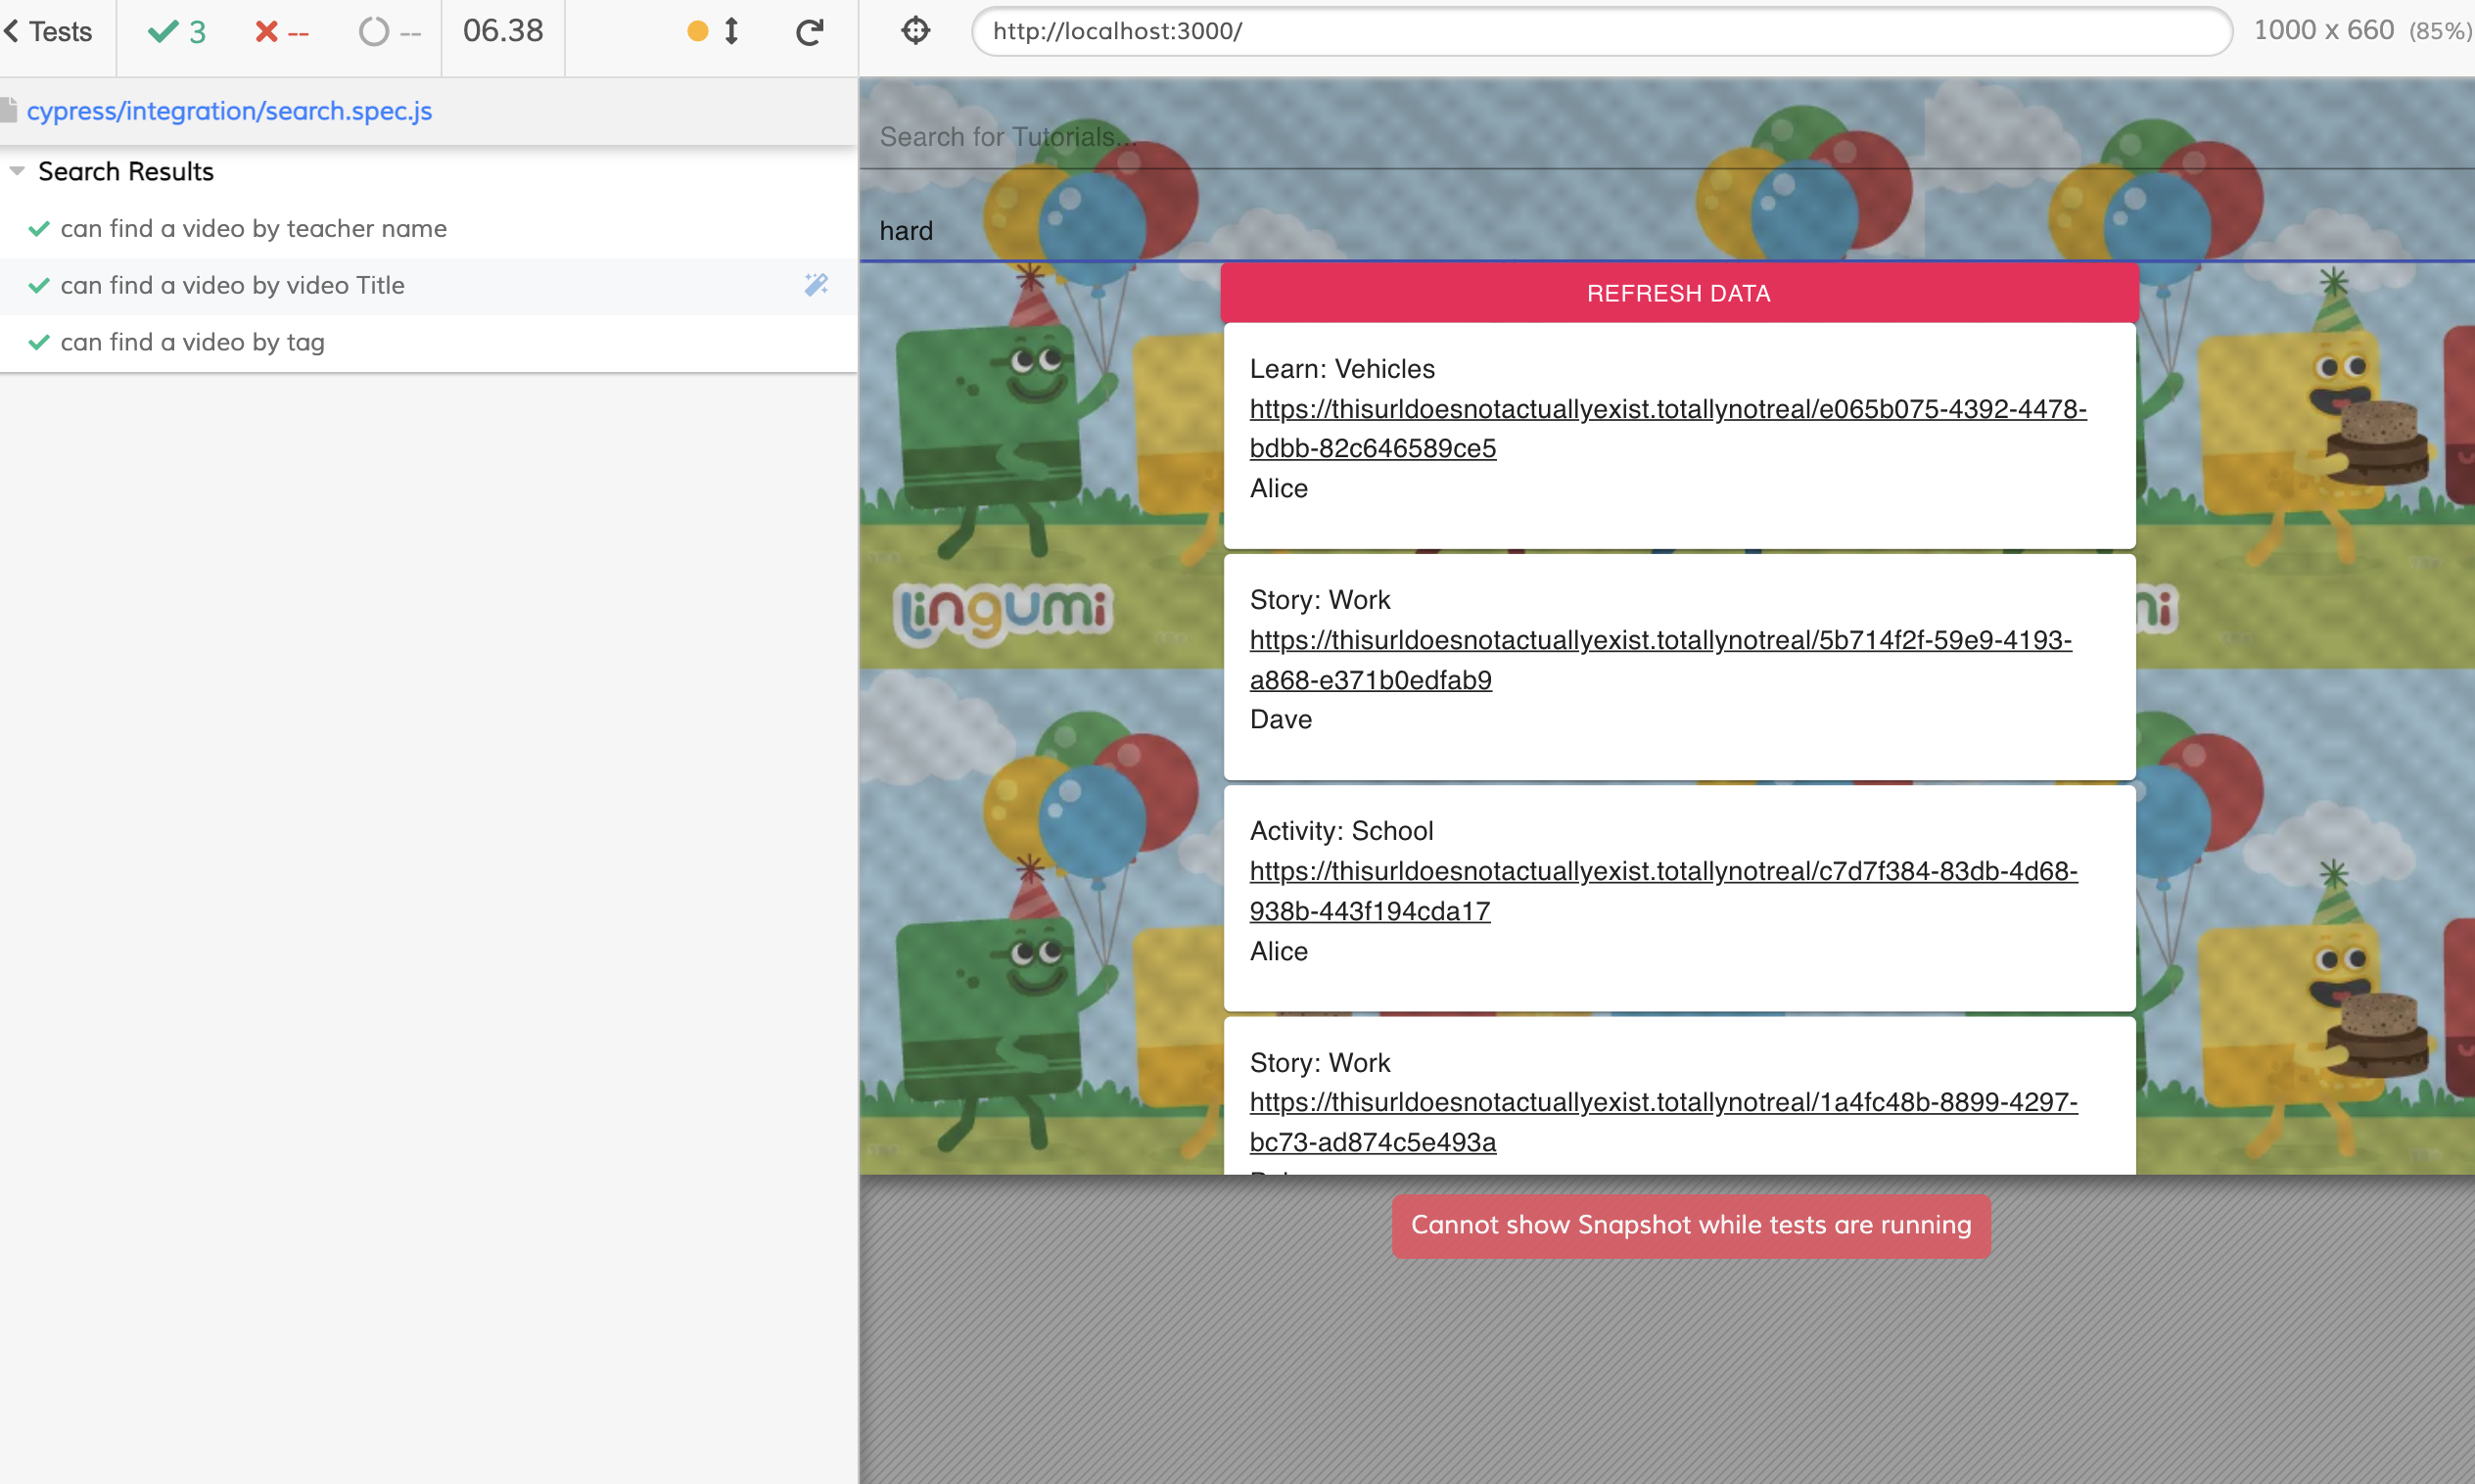 Tests
3
--
--
06.38
http://localhost:3000/
1000 x 660 (85%)
cypress/integration/search.spec.js
Search Results
can find a video by teacher name
can find a video by video Title
can find a video by tag
Search for Tutorials...
hard
REFRESH DATA
Learn: Vehicles
https://thisurldoesnotactuallyexist.totallynotreal/e065b075-4392-4478-
bdbb-82c646589ce5
Alice
Story: Work
https://thisurldoesnotactuallyexist.totallynotreal/5b714f2f-59e9-4193-
a868-e371b0edfab9
Dave
Activity: School
https://thisurldoesnotactuallyexist.totallynotreal/c7d7f384-83db-4d68-
938b-443f194cda17
Alice
Story: Work
https://thisurldoesnotactuallyexist.totallynotreal/1a4fc48b-8899-4297-
bc73-ad874c5e493a
lingumi
Cannot show Snapshot while tests are running